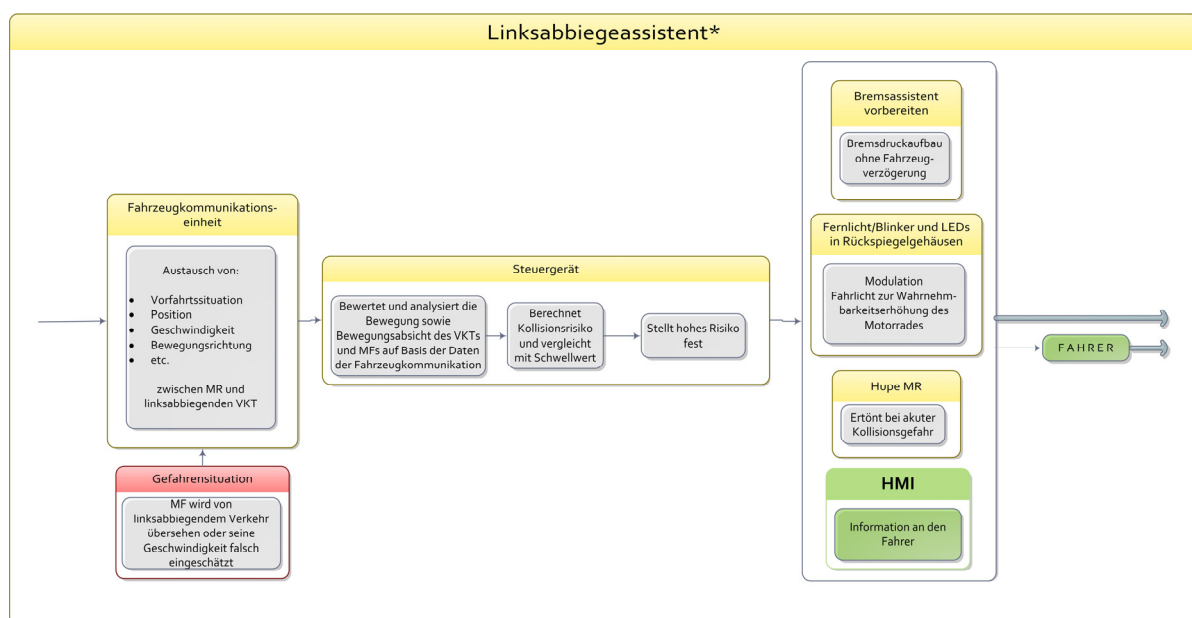 Linksabbiegeassistent*
Fahrzeugkommunikations-
einheit
Austausch von:
• Vorfahrtssituation
• Position
• Geschwindigkeit
• Bewegungsrichtung
• etc.
zwischen MR und
linksabbiegenden VKT
Gefahrensituation
MF wird von
linksabbiegendem Verkehr
übersehen oder seine
Geschwindigkeit falsch
eingeschätzt
Steuergerät
Bewertet und analysiert die
Bewegung sowie
Bewegungsabsicht des VKTs
und MFs auf Basis der Daten
der Fahrzeugkommunikation
Berechnet
Kollisionsrisiko
und vergleicht
mit Schwellwert
Stellt hohes Risiko
fest
Bremsassistent
vorbereiten
Bremsdruckaufbau
ohne Fahrzeug-
verzögerung
Fernlicht/Blinker und LEDs
in Rückspiegelgehäusen
Modulation
Fahrlicht zur Wahrnehm-
barkeitserhöhung des
Motorrades
Hupe MR
Ertönt bei akuter
Kollisionsgefahr
HMI
Information an den
Fahrer
FAHRER